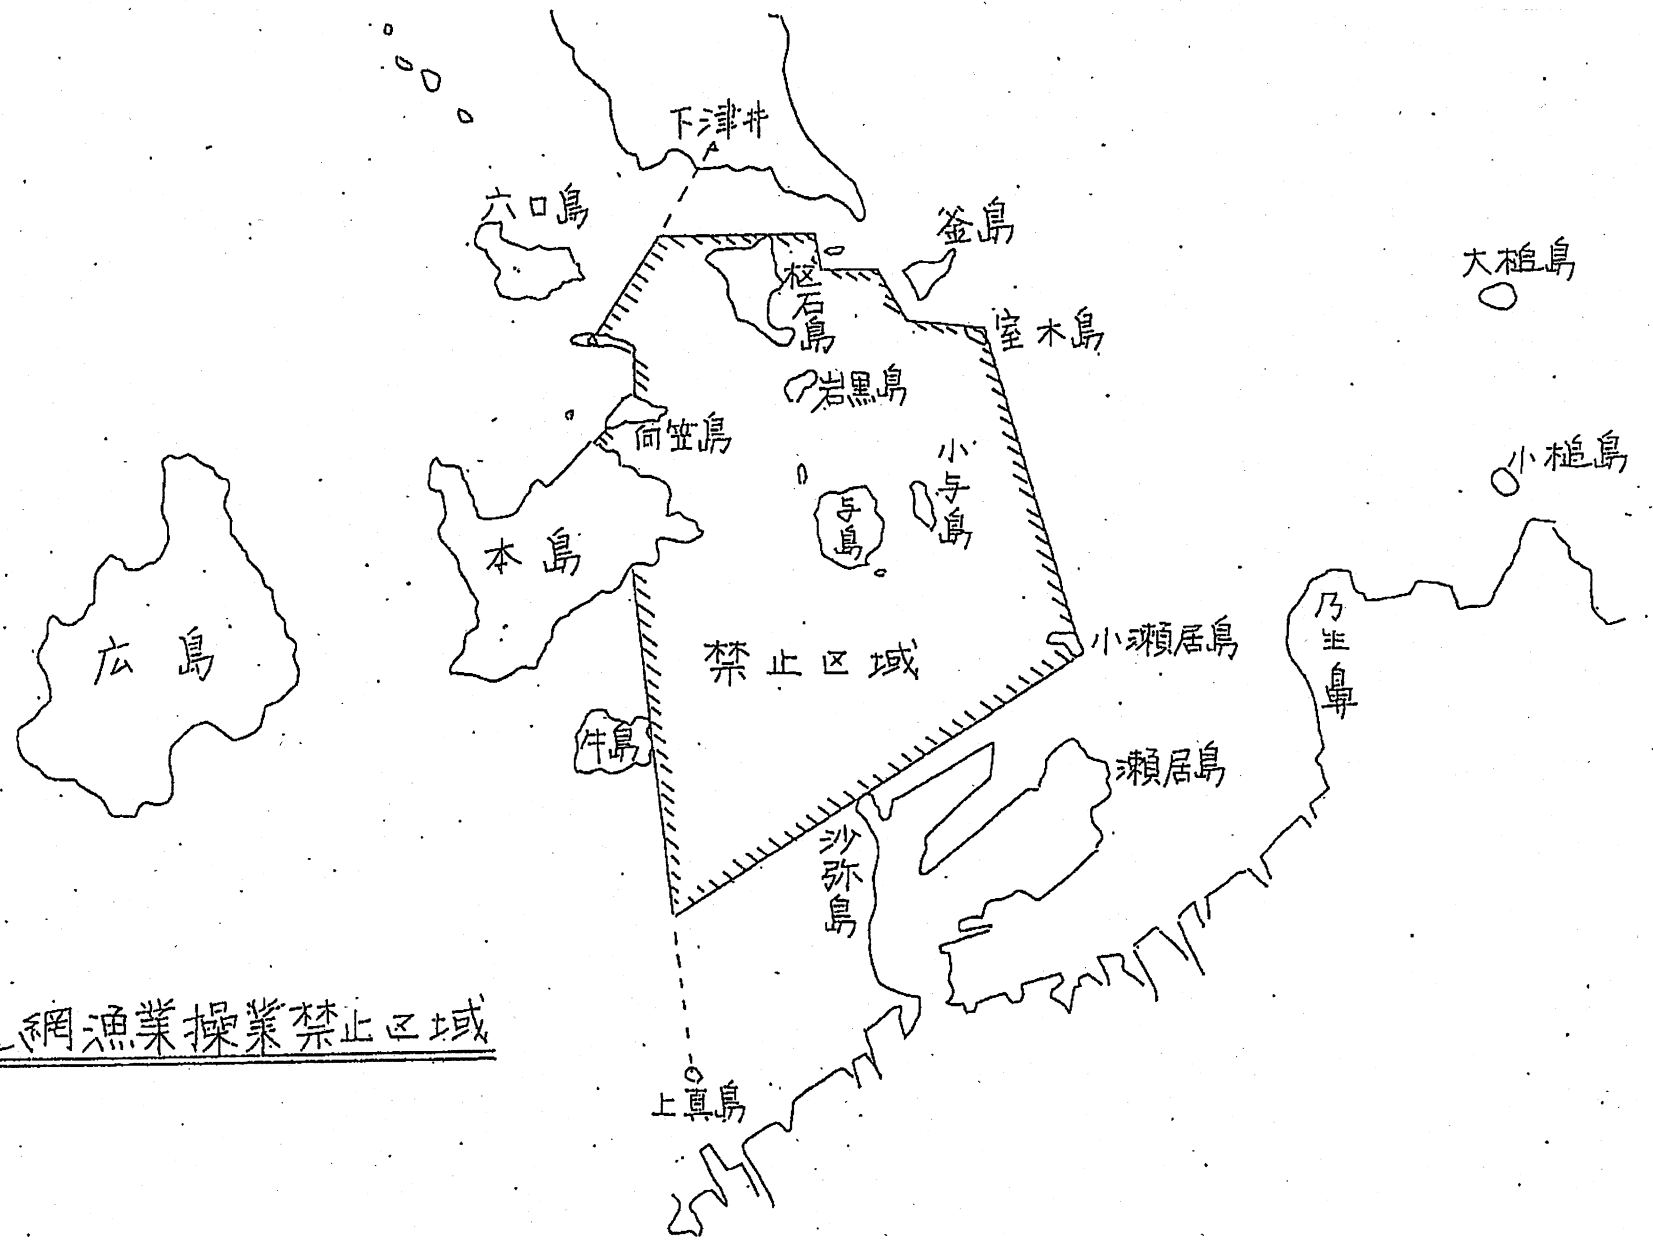 下津井
六口島
釜島
大槌島
櫃石島
室木島
岩黒島
向笠島
小与島
小槌島
与島
本島
乃生鼻
広島
禁止区域
小瀬居島
牛島
瀬居島
沙弥島
網漁業操業禁止区域
上真島